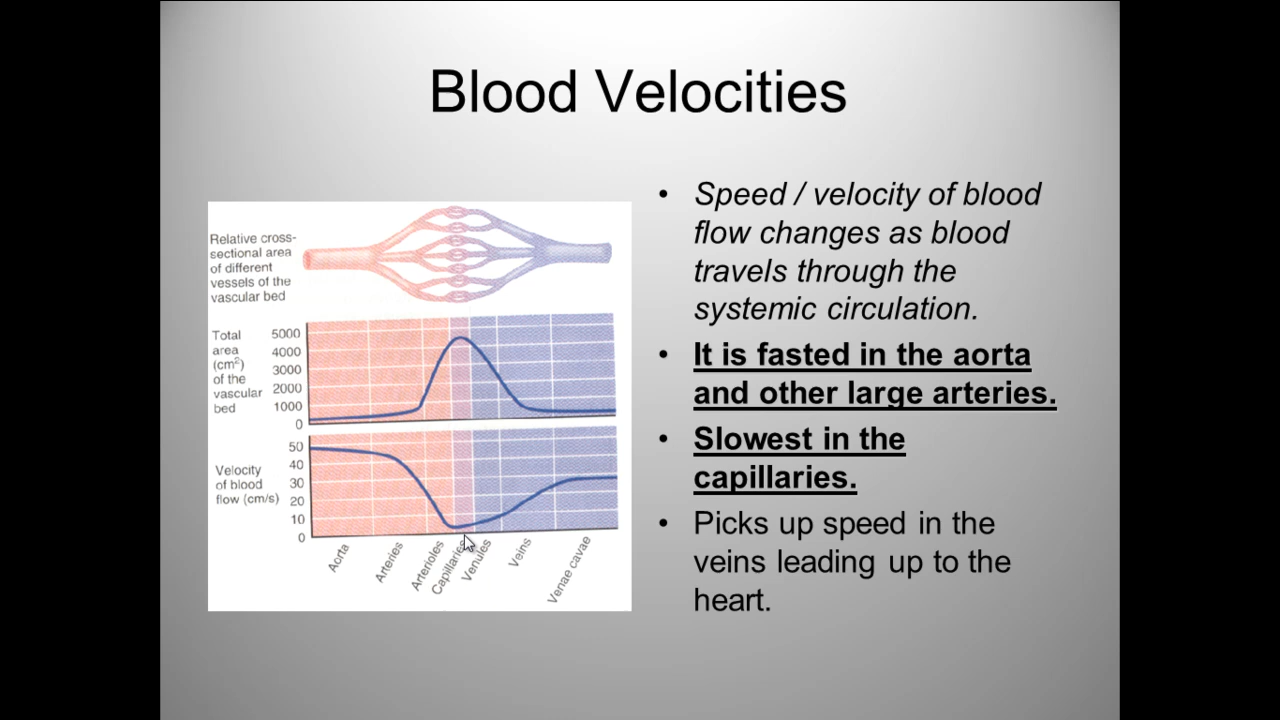 Blood Velocities
Relative cross-
sectional area
of different
vessels of the
vascular bed
Total
area
(cm2)
of the
vascular
bed
5000
4000
3000
2000
1000
0
Velocity
of blood
flow (cm/s)
50
40
30
20
10
0
Aorta
Arteries
Arterioles
Capillaries
Venules
Veins
Venae cavae
• Speed / velocity of blood
flow changes as blood
travels through the
systemic circulation.
• It is fasted in the aorta
and other large arteries.
• Slowest in the
capillaries.
• Picks up speed in the
veins leading up to the
heart.